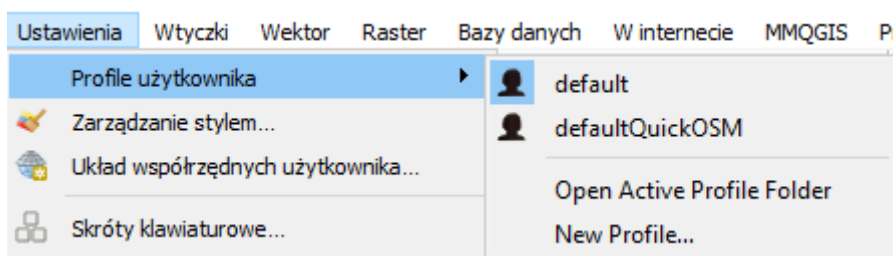 Ustawienia Wtyczki Wektor Raster Bazy danych W internecie MMQGIS
Profile użytkownika
Zarządzanie stylem...
Układ współrzędnych użytkownika...
Skróty klawiaturowe...
default
defaultQuickOSM
Open Active Profile Folder
New Profile...